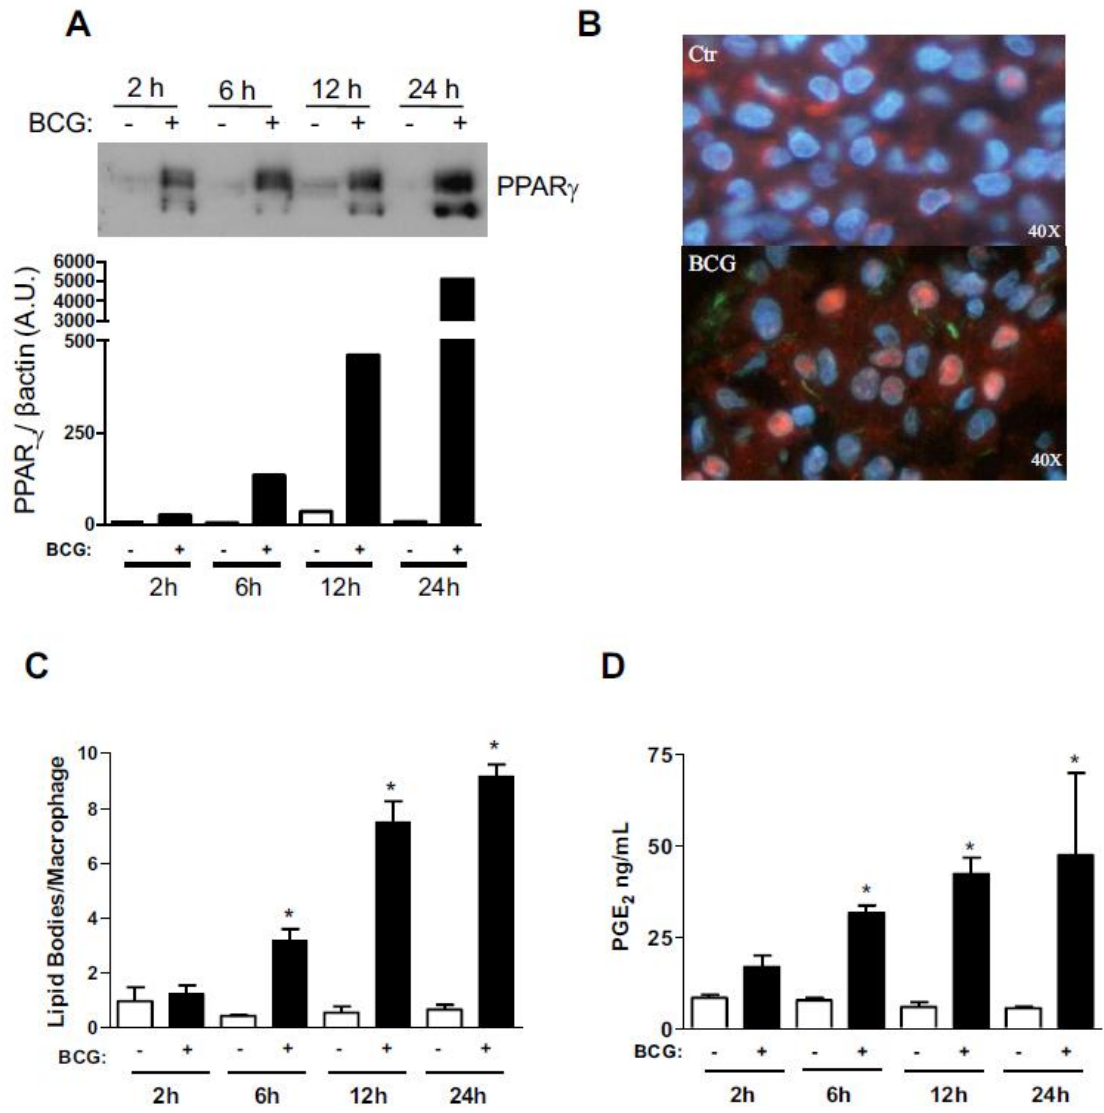 A
2 h 6 h 12 h 24 h
BCG: - + - + - + - +
PPARγ
6000
5000
4000
3000
500
250
0
PPARγ/ βactin (A.U.)
BCG: - + - + - + - +
2h 6h 12h 24h
B
Ctr
40X
BCG
40X
C
10
8
6
4
2
0
Lipid Bodies/Macrophage
* * *
BCG: - + - + - + - +
2h 6h 12h 24h
D
75
50
25
0
PGE₂ ng/mL
* * *
BCG: - + - + - + - +
2h 6h 12h 24h